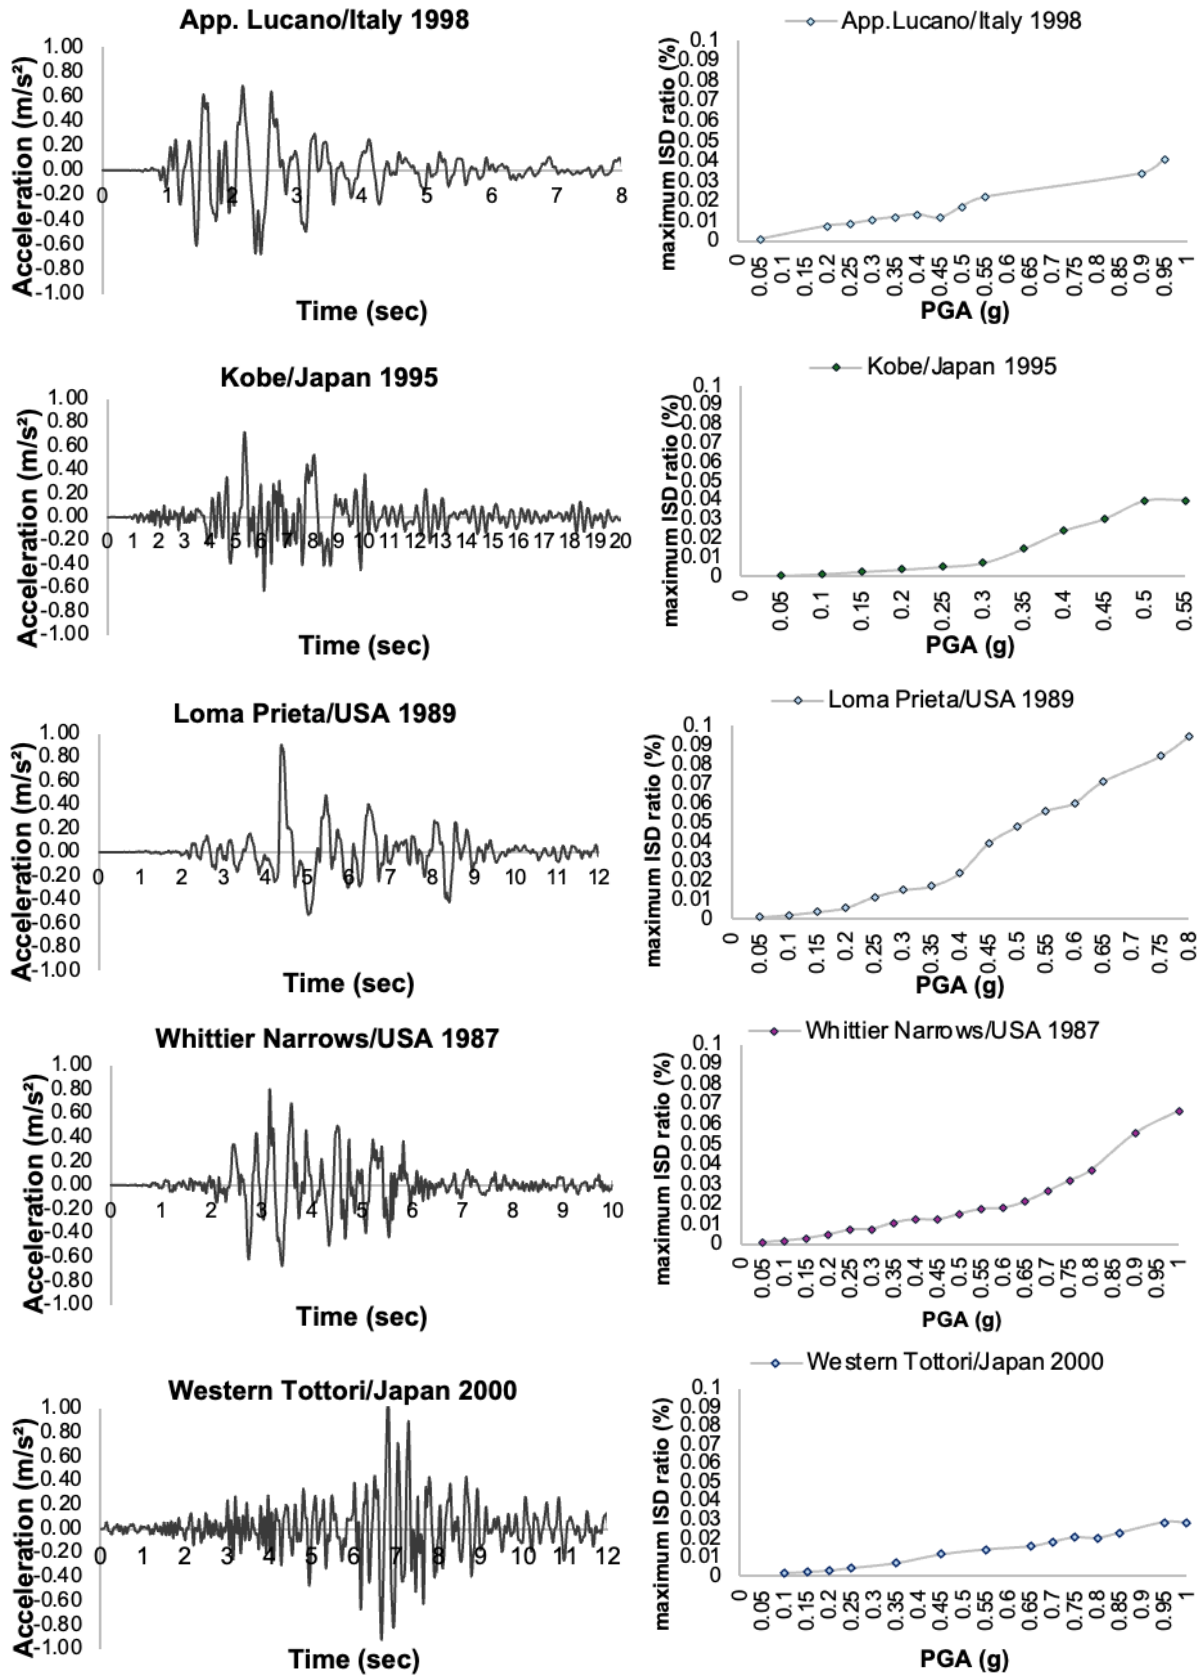 App. Lucano/Italy 1998
Acceleration (m/s²)
1.00
0.80
0.60
0.40
0.20
0.00
-0.20
-0.40
-0.60
-0.80
-1.00
0 1 2 3 4 5 6 7 8
Time (sec)
App.Lucano/Italy 1998
maximum ISD ratio (%)
0.1
0.09
0.08
0.07
0.06
0.05
0.04
0.03
0.02
0.01
0
0 0.05 0.1 0.15 0.2 0.25 0.3 0.35 0.4 0.45 0.5 0.55 0.6 0.65 0.7 0.75 0.8 0.85 0.9 0.95 1
PGA (g)
Kobe/Japan 1995
Acceleration (m/s²)
1.00
0.80
0.60
0.40
0.20
0.00
-0.20
-0.40
-0.60
-0.80
-1.00
0 1 2 3 4 5 6 7 8 9 10 11 12 13 14 15 16 17 18 19 20
Time (sec)
Kobe/Japan 1995
maximum ISD ratio (%)
0.1
0.09
0.08
0.07
0.06
0.05
0.04
0.03
0.02
0.01
0
0 0.05 0.1 0.15 0.2 0.25 0.3 0.35 0.4 0.45 0.5 0.55
PGA (g)
Loma Prieta/USA 1989
Acceleration (m/s²)
1.00
0.80
0.60
0.40
0.20
0.00
-0.20
-0.40
-0.60
-0.80
-1.00
0 1 2 3 4 5 6 7 8 9 10 11 12
Time (sec)
Loma Prieta/USA 1989
maximum ISD ratio (%)
0.1
0.09
0.08
0.07
0.06
0.05
0.04
0.03
0.02
0.01
0
0 0.05 0.1 0.15 0.2 0.25 0.3 0.35 0.4 0.45 0.5 0.55 0.6 0.65 0.7 0.75 0.8
PGA (g)
Whittier Narrows/USA 1987
Acceleration (m/s²)
1.00
0.80
0.60
0.40
0.20
0.00
-0.20
-0.40
-0.60
-0.80
-1.00
0 1 2 3 4 5 6 7 8 9 10
Time (sec)
Whittier Narrows/USA 1987
maximum ISD ratio (%)
0.1
0.09
0.08
0.07
0.06
0.05
0.04
0.03
0.02
0.01
0
0 0.05 0.1 0.15 0.2 0.25 0.3 0.35 0.4 0.45 0.5 0.55 0.6 0.65 0.7 0.75 0.8 0.85 0.9 0.95 1
PGA (g)
Western Tottori/Japan 2000
Acceleration (m/s²)
1.00
0.80
0.60
0.40
0.20
0.00
-0.20
-0.40
-0.60
-0.80
-1.00
0 1 2 3 4 5 6 7 8 9 10 11 12
Time (sec)
Western Tottori/Japan 2000
maximum ISD ratio (%)
0.1
0.09
0.08
0.07
0.06
0.05
0.04
0.03
0.02
0.01
0
0 0.05 0.1 0.15 0.2 0.25 0.3 0.35 0.4 0.45 0.5 0.55 0.6 0.65 0.7 0.75 0.8 0.85 0.9 0.95 1
PGA (g)